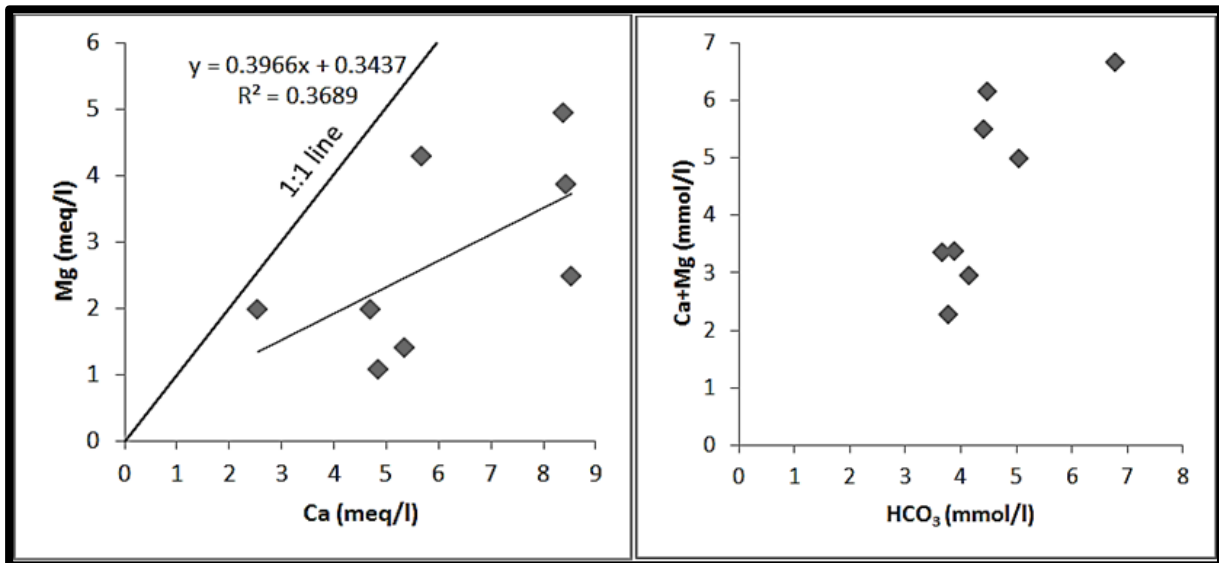 6
5
4
3
2
1
0
Mg (meq/l)
y = 0.3966x + 0.3437
R² = 0.3689
1:1 line
0 1 2 3 4 5 6 7 8 9
Ca (meq/l)
7
6
5
4
3
2
1
0
Ca+Mg (mmol/l)
0 1 2 3 4 5 6 7 8
HCO₃ (mmol/l)